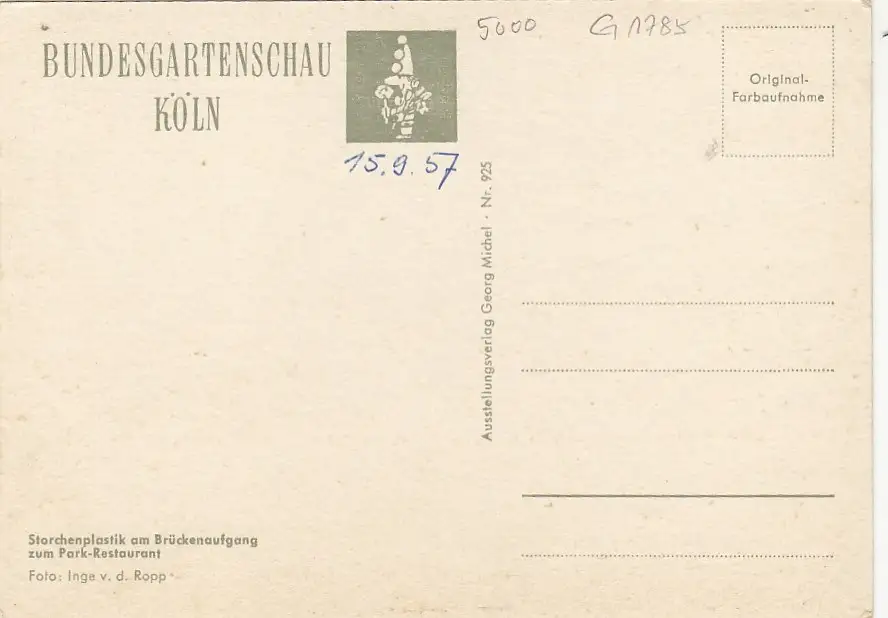 BUNDESGARTENSCHAU
KÖLN
15.9.57
5000
G 1785
Original-
Farbaufnahme
Ausstellungsverlag Georg Michel · Nr. 925
Storchenplastik am Brückenaufgang
zum Park-Restaurant
Foto: Inge v. d. Ropp